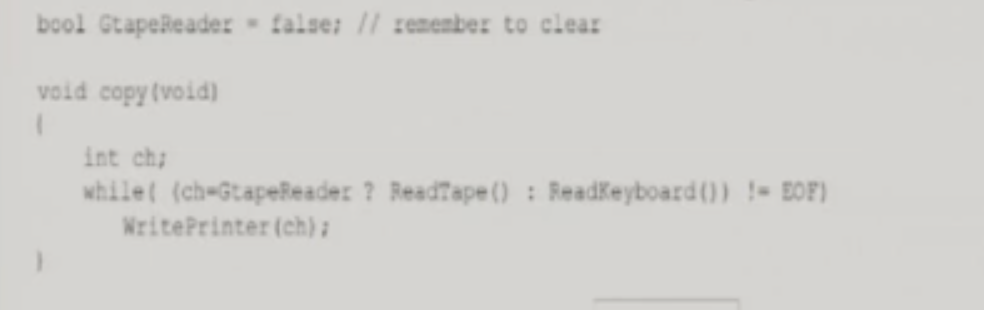 bool GtapeReader = false; // remember to clear
void copy(void)
{
int ch;
while( (ch=GtapeReader ? ReadTape() : ReadKeyboard()) != EOF)
WritePrinter(ch);
}